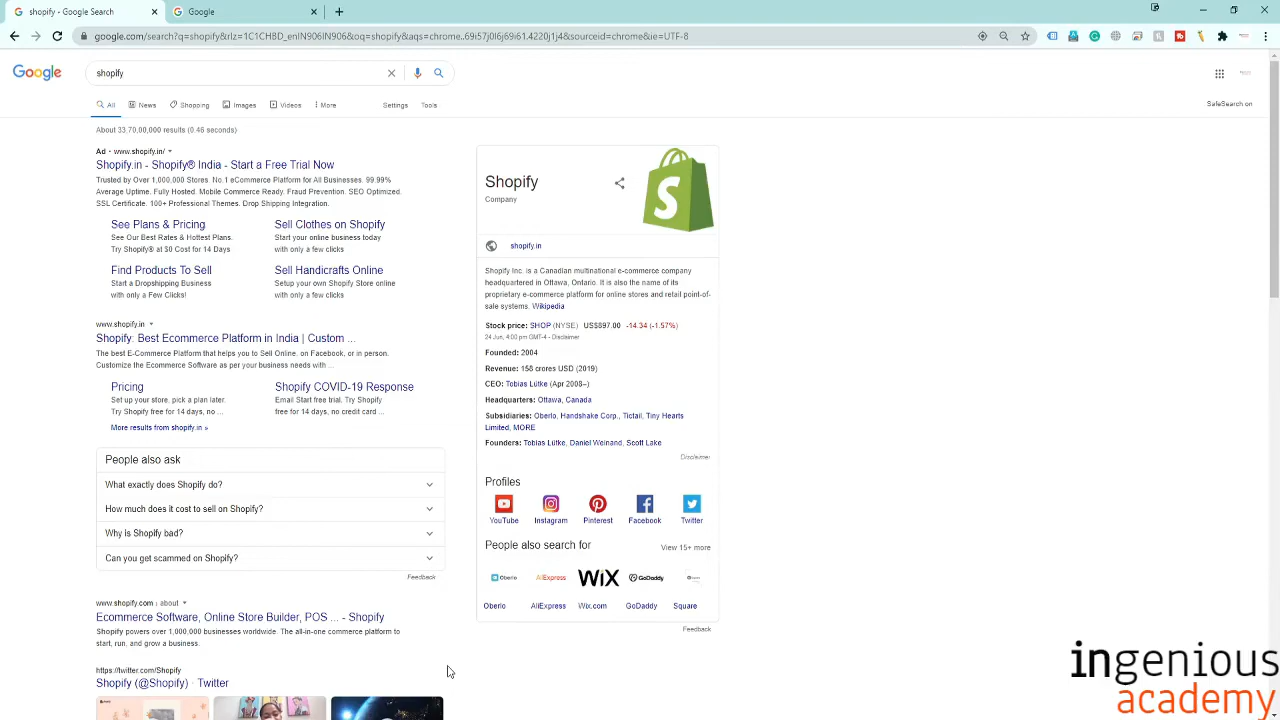 shopify - Google Search
Google
google.com/search?q=shopify&rlz=1C1CHBD_enIN906IN906&oq=shopify&aqs=chrome...69i57j0l6j69i60.4220j1j4&sourceid=chrome&ie=UTF-8
Google
shopify
All
News
Shopping
Images
Videos
More
Settings
Tools
SafeSearch on
About 33,70,00,000 results (0.46 seconds)
Ad · www.shopify.in/
Shopify.in - Shopify® India - Start a Free Trial Now
Trusted by Over 1,000,000 Stores. No.1 eCommerce Platform for All Businesses. 99.99%
Average Uptime. Fully Hosted. Mobile Commerce Ready. Fraud Prevention. SEO Optimized.
SSL Certificate. 100+ Professional Themes. Drop Shipping Integration.
See Plans & Pricing
See Our Best Rates & Hottest Plans.
Try Shopify® at $0 Cost for 14 Days
Sell Clothes on Shopify
Start your online business today
with only a few clicks
Find Products To Sell
Start a Dropshipping Business
with only a Few Clicks!
Sell Handicrafts Online
Setup your own Shopify Store online
with only a few clicks
www.shopify.in
Shopify: Best Ecommerce Platform in India | Custom ...
The best E-Commerce Platform that helps you to Sell Online, on Facebook, or in person.
Customize the Ecommerce Software as per your business needs with ...
Pricing
Set up your store, pick a plan later.
Try Shopify free for 14 days, no ...
Shopify COVID-19 Response
Email Start free trial. Try Shopify
free for 14 days, no credit card ...
More results from shopify.in »
People also ask
What exactly does Shopify do?
How much does it cost to sell on Shopify?
Why is Shopify bad?
Can you get scammed on Shopify?
Feedback
www.shopify.com › about
Ecommerce Software, Online Store Builder, POS ... - Shopify
Shopify powers over 1,000,000 businesses worldwide. The all-in-one commerce platform to
start, run, and grow a business.
https://twitter.com/Shopify
Shopify (@Shopify) · Twitter
Shopify
Company
S
shopify.in
Shopify Inc. is a Canadian multinational e-commerce company
headquartered in Ottawa, Ontario. It is also the name of its
proprietary e-commerce platform for online stores and retail point-of-
sale systems. Wikipedia
Stock price: SHOP (NYSE) US$897.00 -14.34 (-1.57%)
24 Jun, 4:00 pm GMT-4 - Disclaimer
Founded: 2004
Revenue: 158 crores USD (2019)
CEO: Tobias Lütke (Apr 2008–)
Headquarters: Ottawa, Canada
Subsidiaries: Oberlo, Handshake Corp., Tictail, Tiny Hearts
Limited, MORE
Founders: Tobias Lütke, Daniel Weinand, Scott Lake
Disclaimer
Profiles
YouTube
Instagram
Pinterest
Facebook
Twitter
People also search for
View 15+ more
Oberlo
AliExpress
WiX
GoDaddy
Oberlo
AliExpress
Wix.com
GoDaddy
Square
Feedback
ingenious
academy